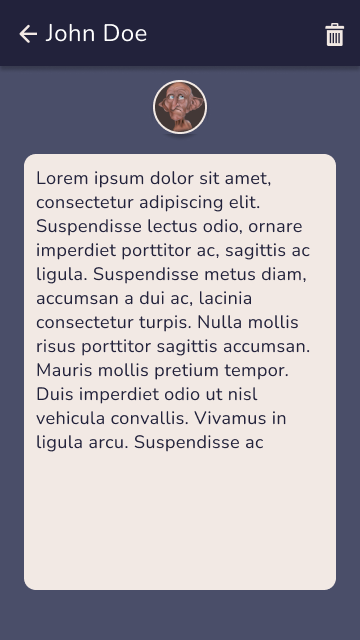 John Doe
Lorem ipsum dolor sit amet,
consectetur adipiscing elit.
Suspendisse lectus odio, ornare
imperdiet porttitor ac, sagittis ac
ligula. Suspendisse metus diam,
accumsan a dui ac, lacinia
consectetur turpis. Nulla mollis
risus porttitor sagittis accumsan.
Mauris mollis pretium tempor.
Duis imperdiet odio ut nisl
vehicula convallis. Vivamus in
ligula arcu. Suspendisse ac